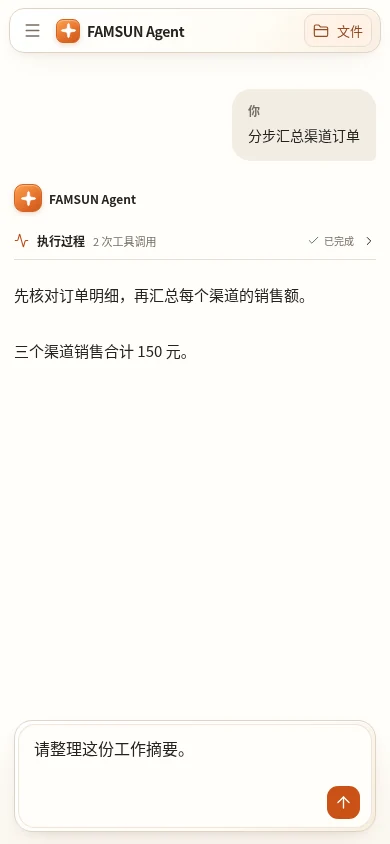 FAMSUN Agent
文件
你
分步汇总渠道订单
FAMSUN Agent
执行过程 2 次工具调用 已完成
先核对订单明细，再汇总每个渠道的销售额。
三个渠道销售合计 150 元。
请整理这份工作摘要。